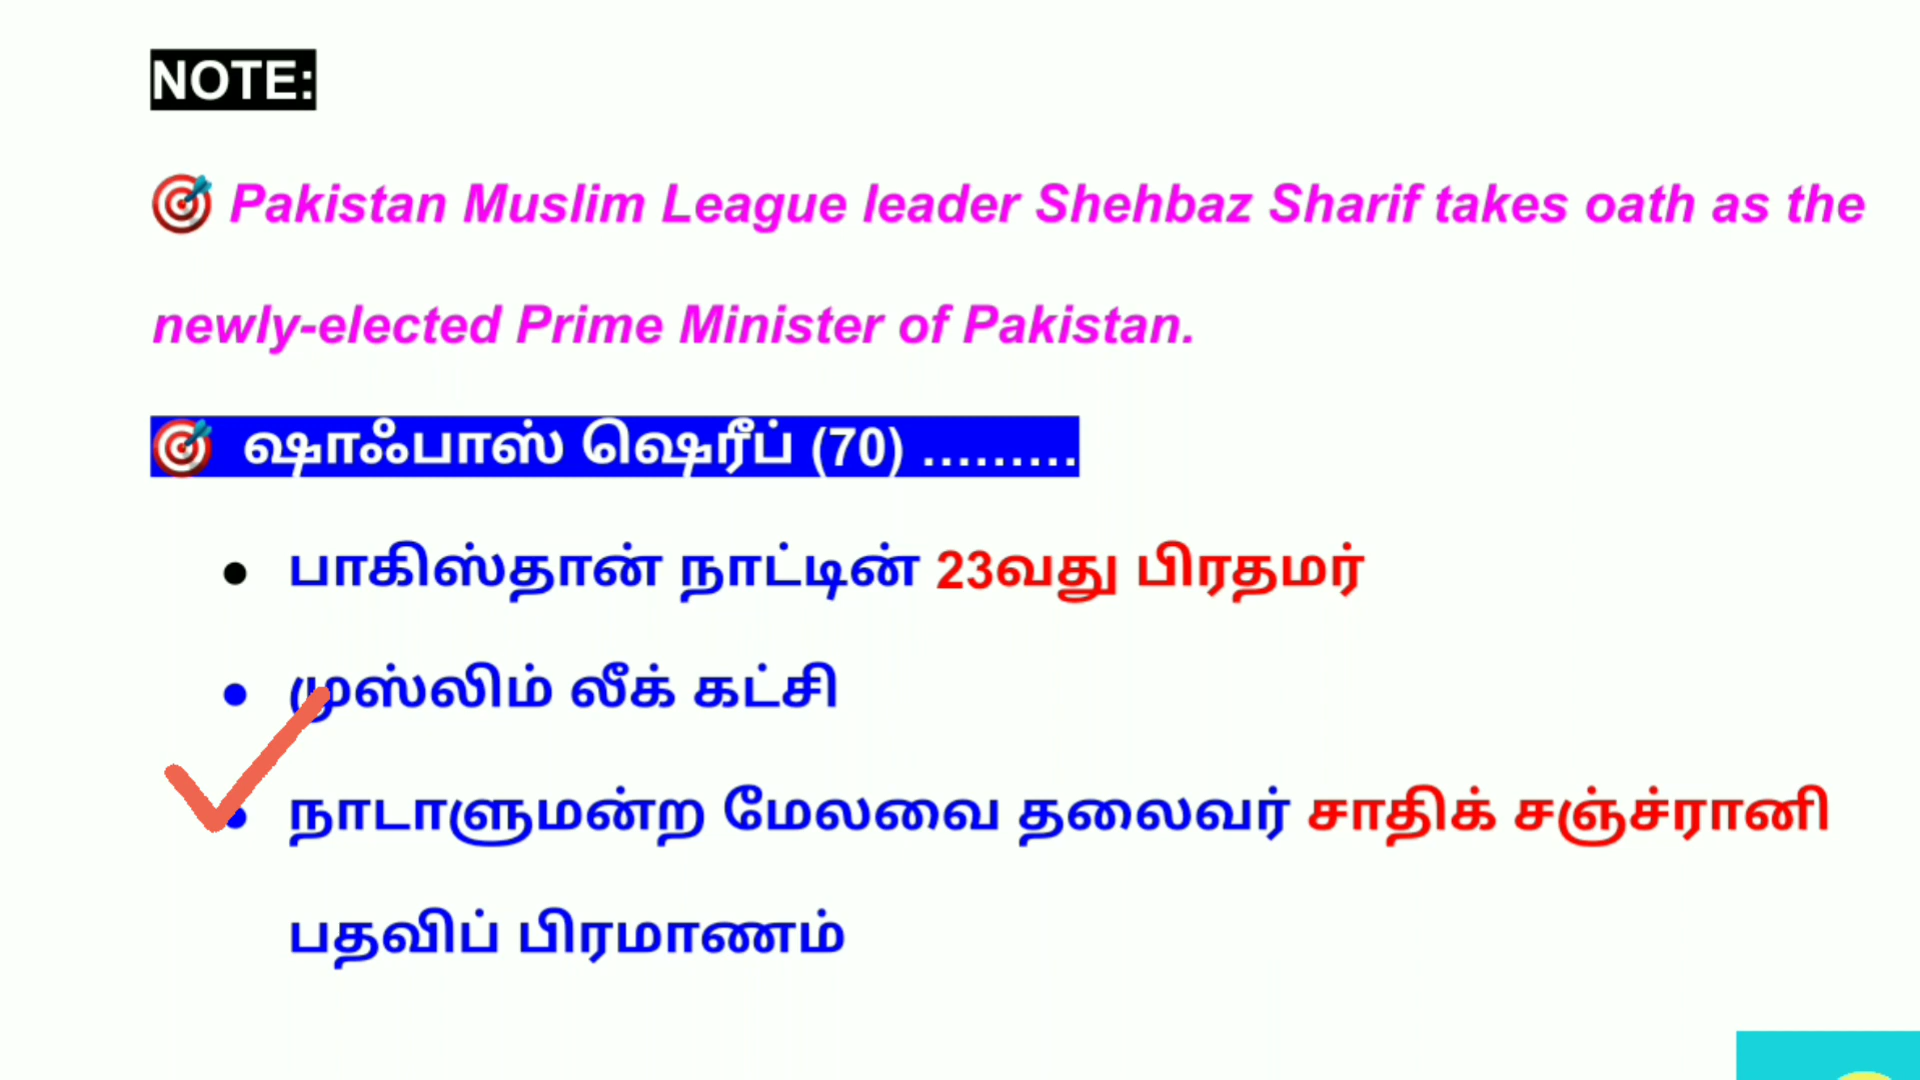 NOTE:
🎯 Pakistan Muslim League leader Shehbaz Sharif takes oath as the
newly-elected Prime Minister of Pakistan.
🎯 ஷாஃபாஸ் ஷெரீப் (70) .........
● பாகிஸ்தான் நாட்டின் 23வது பிரதமர்
● முஸ்லிம் லீக் கட்சி
● நாடாளுமன்ற மேலவை தலைவர் சாதிக் சஞ்ச்ரானி
பதவிப் பிரமாணம்